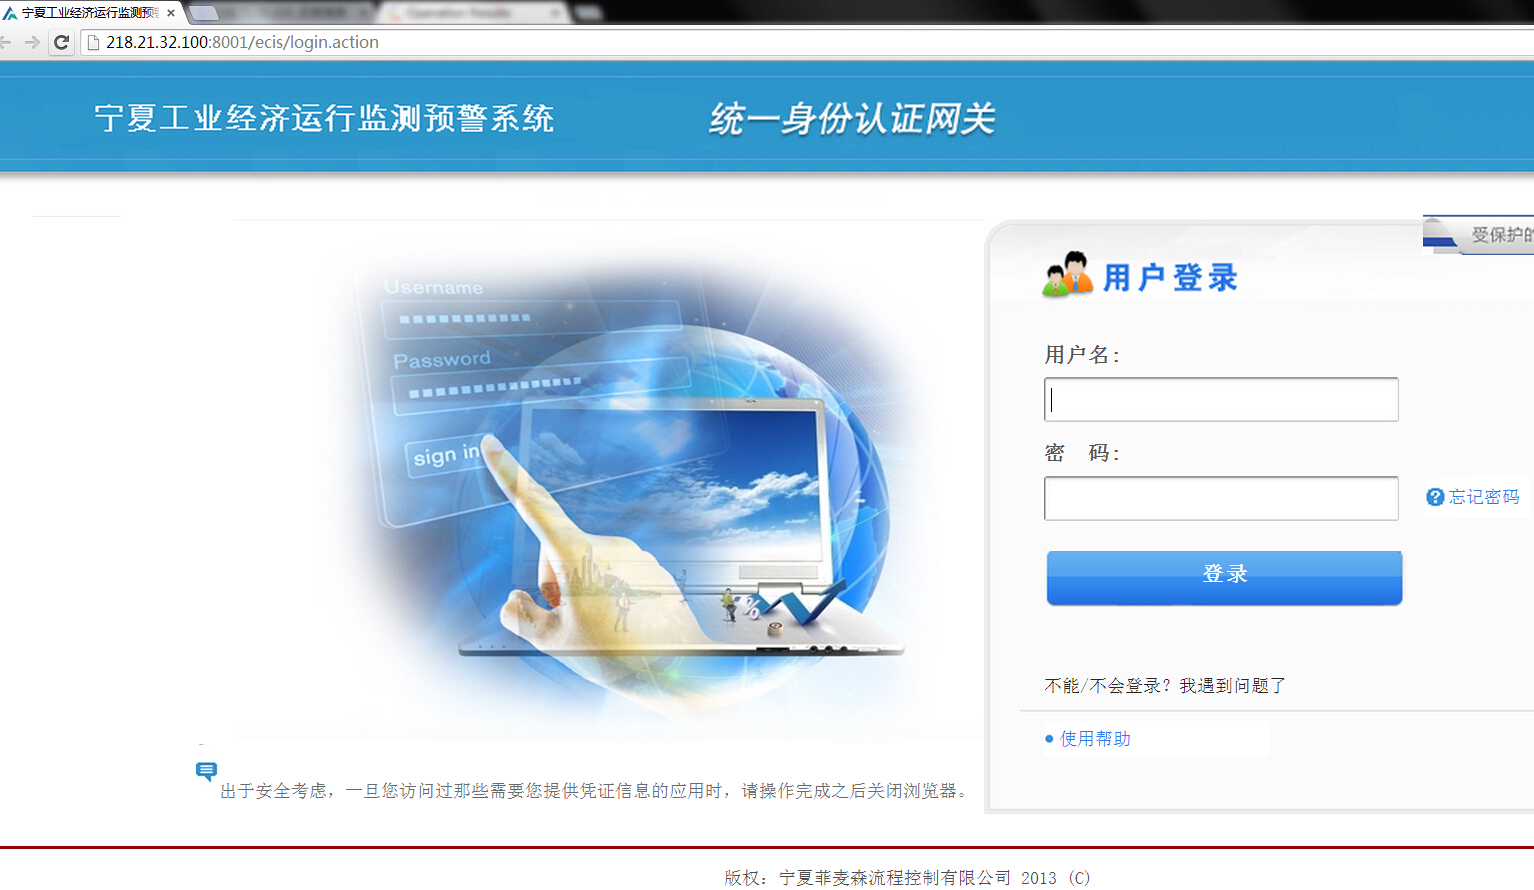 宁夏工业经济运行监测预
218.21.32.100:8001/ecis/login.action
宁夏工业经济运行监测预警系统
统一身份认证网关
受保护的
用户登录
Username
Password
sign in
用户名:
密 码:
忘记密码
登录
不能/不会登录? 我遇到问题了
使用帮助
出于安全考虑，一旦您访问过那些需要您提供凭证信息的应用时，请操作完成之后关闭浏览器。
版权: 宁夏菲麦森流程控制有限公司 2013 (C)